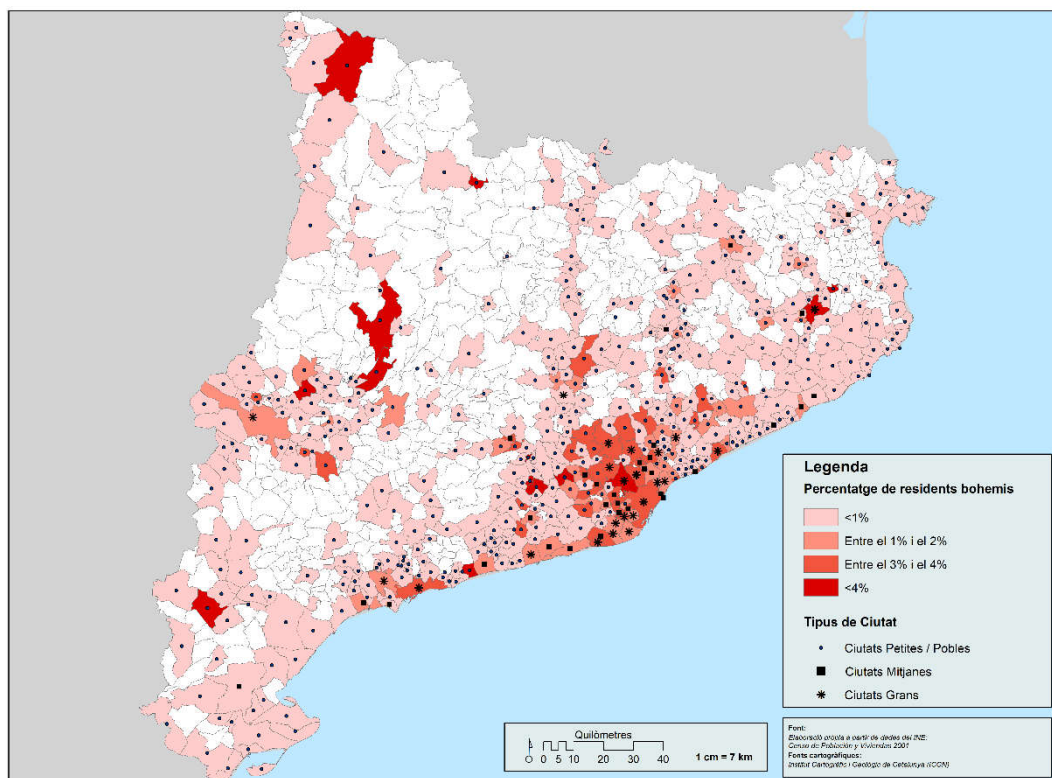 Legenda
Percentatge de residents bohemis
<1%
Entre el 1% i el 2%
Entre el 3% i el 4%
<4%
Tipus de Ciutat
Ciutats Petites / Pobles
Ciutats Mitjanes
Ciutats Grans
Quilòmetres
0 5 10 20 30 40
1 cm = 7 km
Font:
Elaboració pròpia a partir de dades del INE:
Censo de Población y Viviendas 2001
Fonts cartogràfiques:
Institut Cartogràfic i Geològic de Catalunya (ICGN)